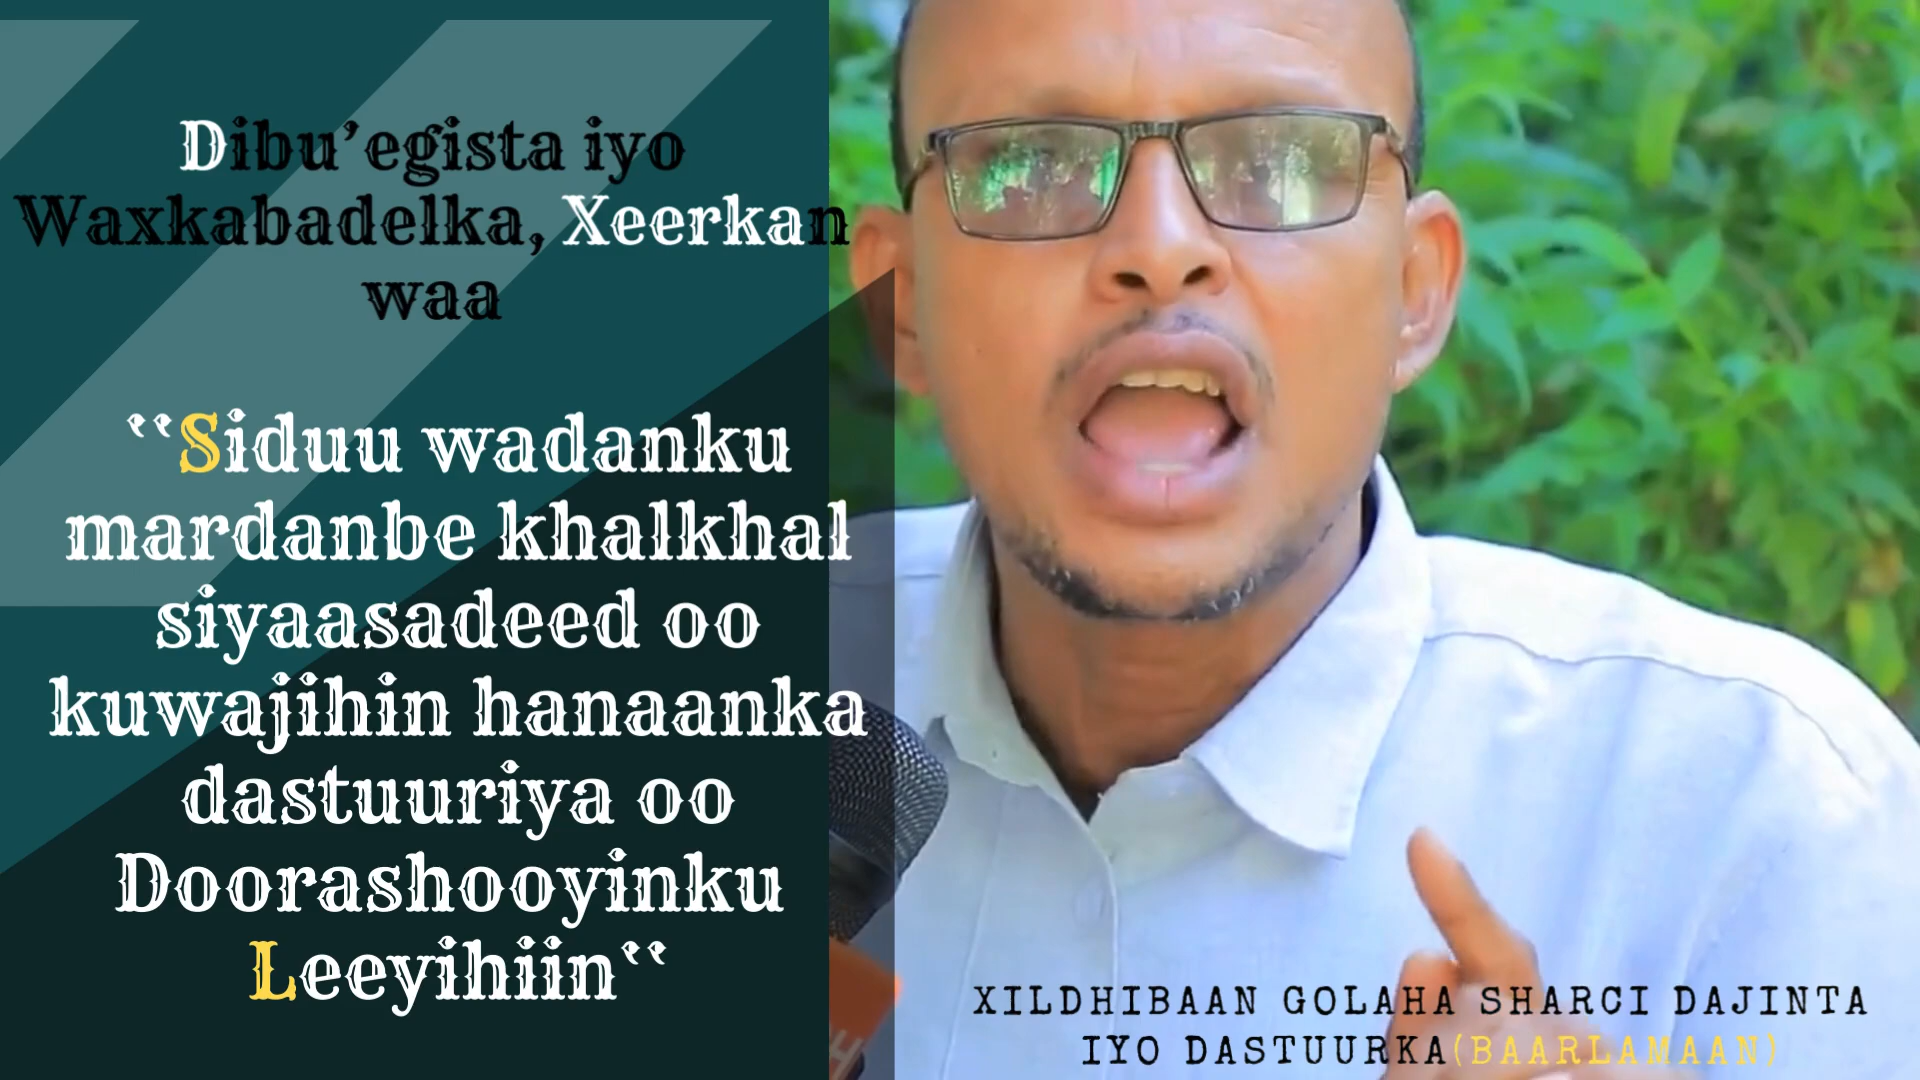 Dibu’egista iyo
Waxkabadelka, Xeerkan
waa
‶Siduu wadanku
mardanbe khalkhal
siyaasadeed oo
kuwajihin hanaanka
dastuuriya oo
Doorashooyinku
Leeyihiin‶
XILDHIBAAN GOLAHA SHARCI DAJINTA
IYO DASTUURKA(BAARLAMAAN)